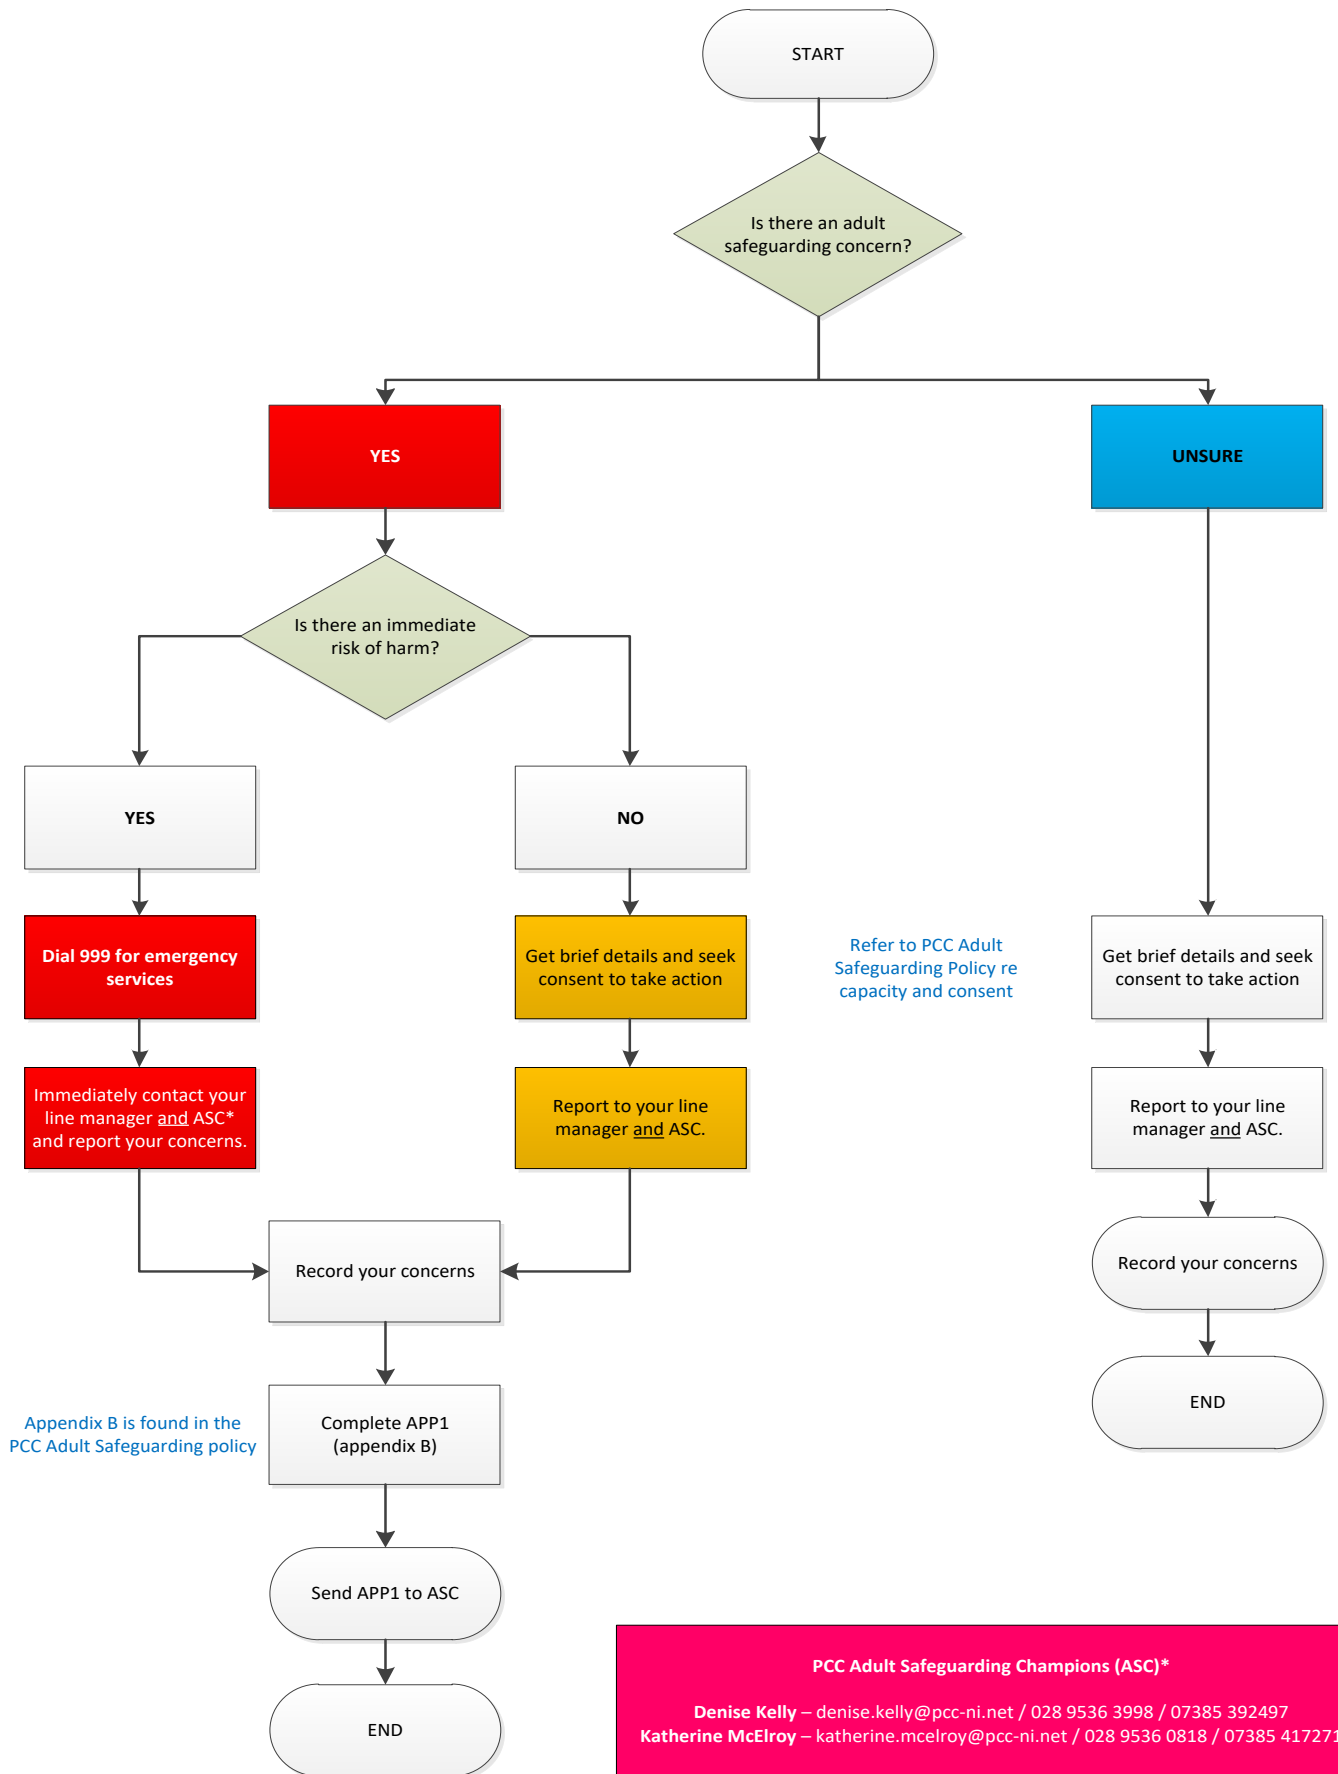 START
Is there an adult
safeguarding concern?
YES
UNSURE
Is there an immediate
risk of harm?
YES
NO
Dial 999 for emergency
services
Get brief details and seek
consent to take action
Refer to PCC Adult
Safeguarding Policy re
capacity and consent
Get brief details and seek
consent to take action
Immediately contact your
line manager and ASC*
and report your concerns.
Report to your line
manager and ASC.
Report to your line
manager and ASC.
Record your concerns
Record your concerns
Appendix B is found in the
PCC Adult Safeguarding policy
Complete APP1
(appendix B)
END
Send APP1 to ASC
END
PCC Adult Safeguarding Champions (ASC)*
Denise Kelly – denise.kelly@pcc-ni.net / 028 9536 3998 / 07385 392497
Katherine McElroy – katherine.mcelroy@pcc-ni.net / 028 9536 0818 / 07385 417271